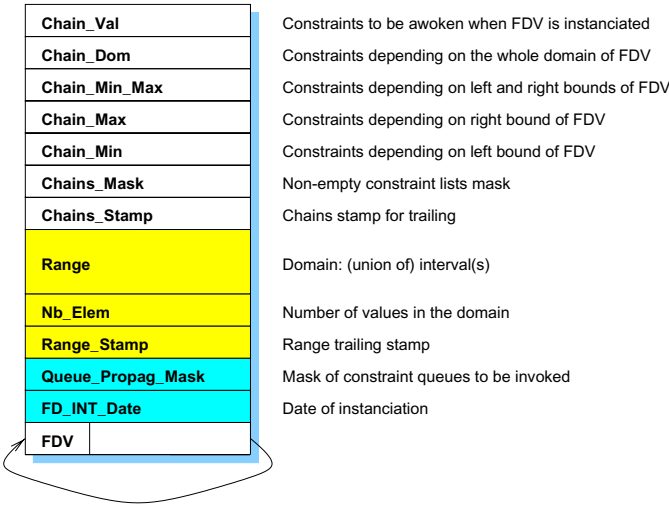 Chain_Val Constraints to be awoken when FDV is instanciated
Chain_Dom Constraints depending on the whole domain of FDV
Chain_Min_Max Constraints depending on left and right bounds of FDV
Chain_Max Constraints depending on right bound of FDV
Chain_Min Constraints depending on left bound of FDV
Chains_Mask Non-empty constraint lists mask
Chains_Stamp Chains stamp for trailing
Range Domain: (union of) interval(s)
Nb_Elem Number of values in the domain
Range_Stamp Range trailing stamp
Queue_Propag_Mask Mask of constraint queues to be invoked
FD_INT_Date Date of instanciation
FDV